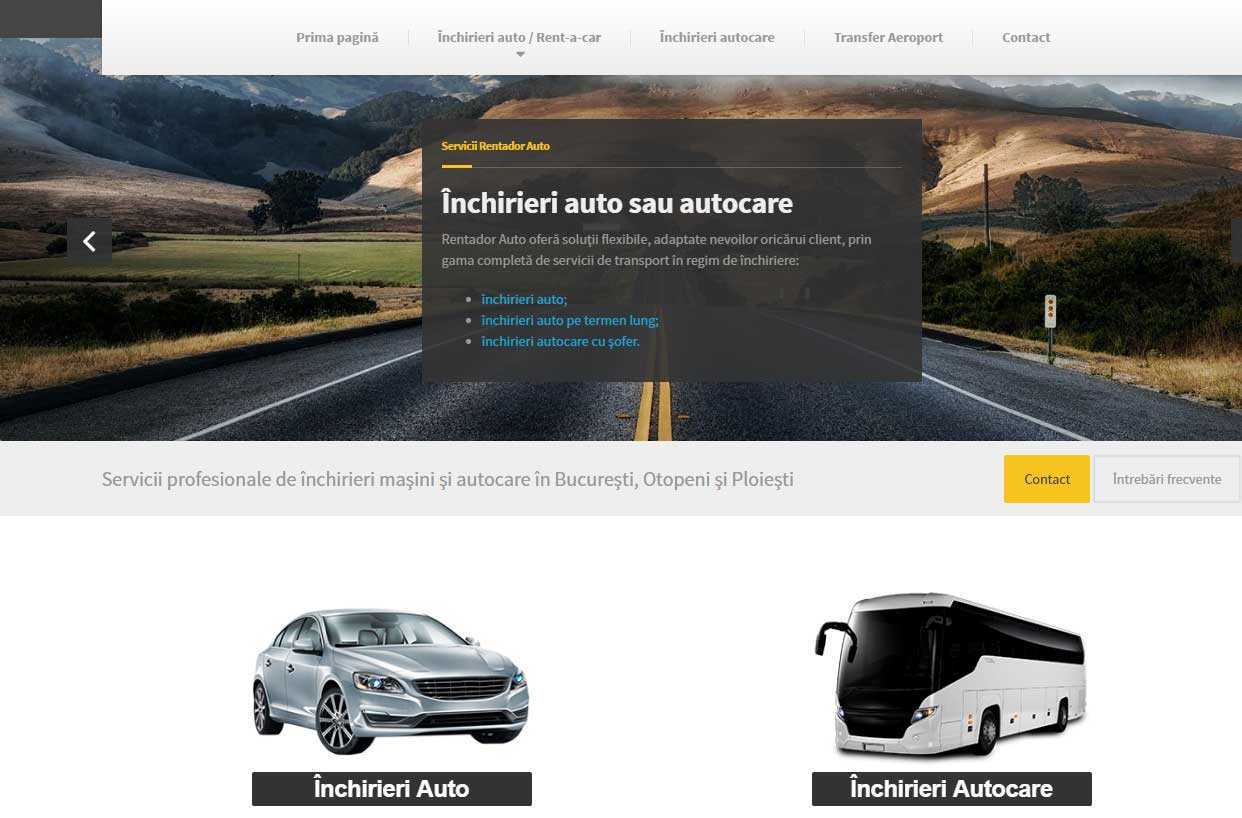 Prima pagină
Închirieri auto / Rent-a-car
Închirieri autocare
Transfer Aeroport
Contact
Servicii Rentador Auto
Închirieri auto sau autocare
Rentador Auto oferă soluţii flexibile, adaptate nevoilor oricărui client, prin
gama completă de servicii de transport în regim de închiriere:
închirieri auto;
închirieri auto pe termen lung;
închirieri autocare cu şofer.
Servicii profesionale de închirieri maşini şi autocare în Bucureşti, Otopeni şi Ploieşti
Contact
Întrebări frecvente
Închirieri Auto
Închirieri Autocare